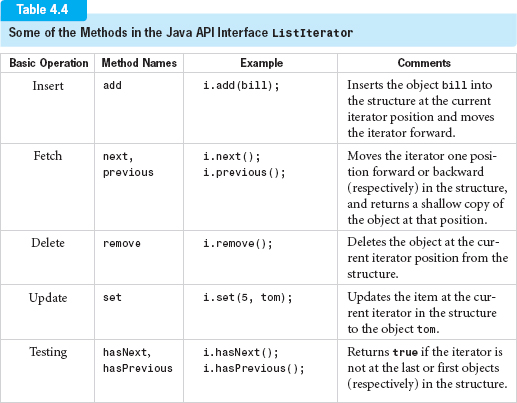 Table 4.4
Some of the Methods in the Java API Interface ListIterator
Basic Operation Method Names Example Comments
Insert add i.add(bill); Inserts the object bill into
the structure at the current
iterator position and moves
the iterator forward.
Fetch next, i.next(); Moves the iterator one posi-
previous i.previous(); tion forward or backward
(respectively) in the structure,
and returns a shallow copy of
the object at that position.
Delete remove i.remove(); Deletes the object at the cur-
rent iterator position from the
structure.
Update set i.set(5, tom); Updates the item at the cur-
rent iterator in the structure
to the object tom.
Testing hasNext, i.hasNext(); Returns true if the iterator is
hasPrevious i.hasPrevious(); not at the last or first objects
(respectively) in the structure.